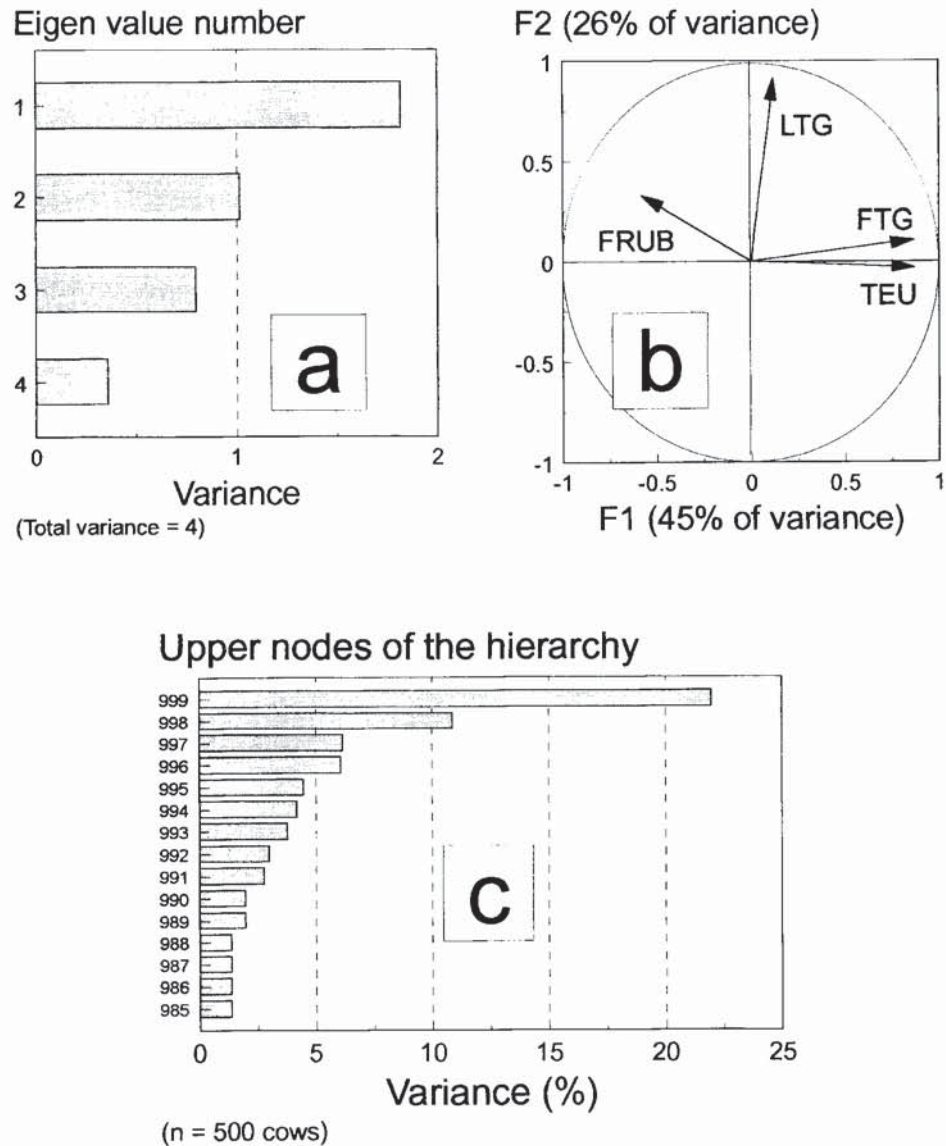 Eigen value number
1
2
3
4
a
0 1 2
Variance
(Total variance = 4)
F2 (26% of variance)
1
0.5
0
-0.5
-1
LTG
FTG
FRUB
TEU
b
-1 -0.5 0 0.5 1
F1 (45% of variance)
Upper nodes of the hierarchy
999
998
997
996
995
994
993
992
991
990
989
988
987
986
985
c
0 5 10 15 20 25
Variance (%)
(n = 500 cows)